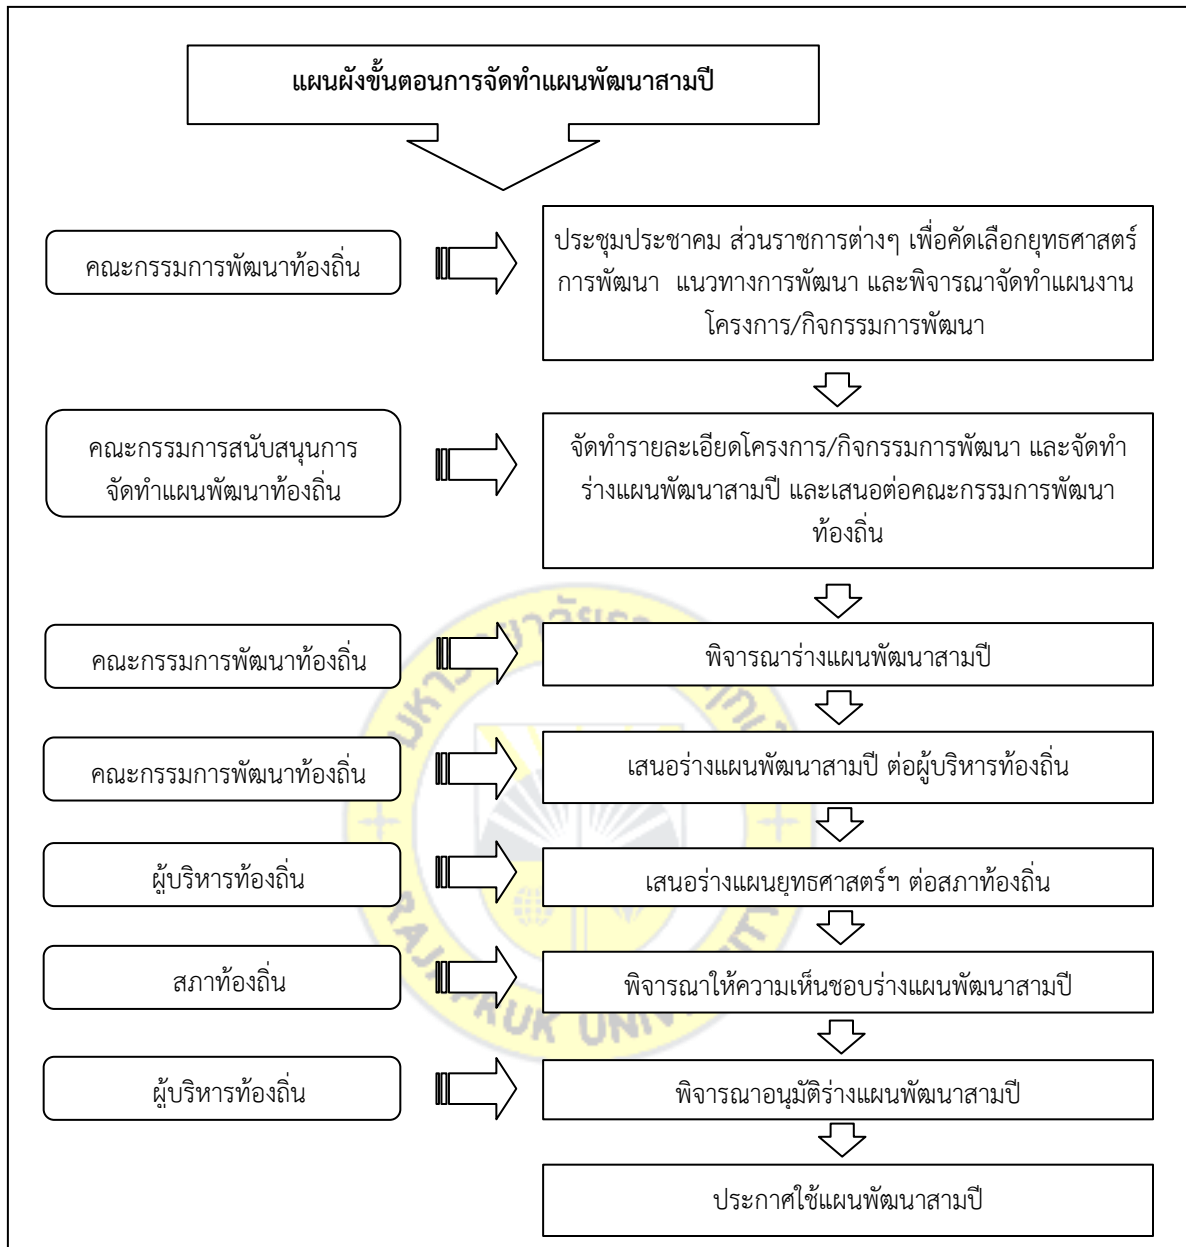 แผนผังขั้นตอนการจัดทำแผนพัฒนาสามปี
คณะกรรมการพัฒนาท้องถิ่น
ประชุมประชาคม ส่วนราชการต่างๆ เพื่อคัดเลือกยุทธศาสตร์
การพัฒนา แนวทางการพัฒนา และพิจารณาจัดทำแผนงาน
โครงการ/กิจกรรมการพัฒนา
คณะกรรมการสนับสนุนการ
จัดทำแผนพัฒนาท้องถิ่น
จัดทำรายละเอียดโครงการ/กิจกรรมการพัฒนา และจัดทำ
ร่างแผนพัฒนาสามปี และเสนอต่อคณะกรรมการพัฒนา
ท้องถิ่น
คณะกรรมการพัฒนาท้องถิ่น
พิจารณาร่างแผนพัฒนาสามปี
คณะกรรมการพัฒนาท้องถิ่น
เสนอร่างแผนพัฒนาสามปี ต่อผู้บริหารท้องถิ่น
ผู้บริหารท้องถิ่น
เสนอร่างแผนยุทธศาสตร์ฯ ต่อสภาท้องถิ่น
สภาท้องถิ่น
พิจารณาให้ความเห็นชอบร่างแผนพัฒนาสามปี
ผู้บริหารท้องถิ่น
พิจารณาอนุมัติร่างแผนพัฒนาสามปี
ประกาศใช้แผนพัฒนาสามปี